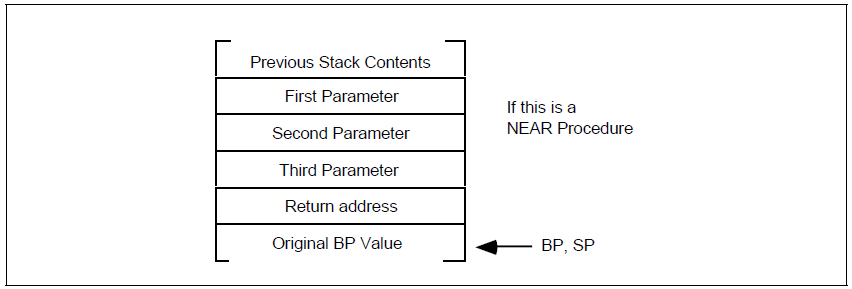 Previous Stack Contents
First Parameter
If this is a
Second Parameter
NEAR Procedure
Third Parameter
Return address
Original BP Value
BP, SP